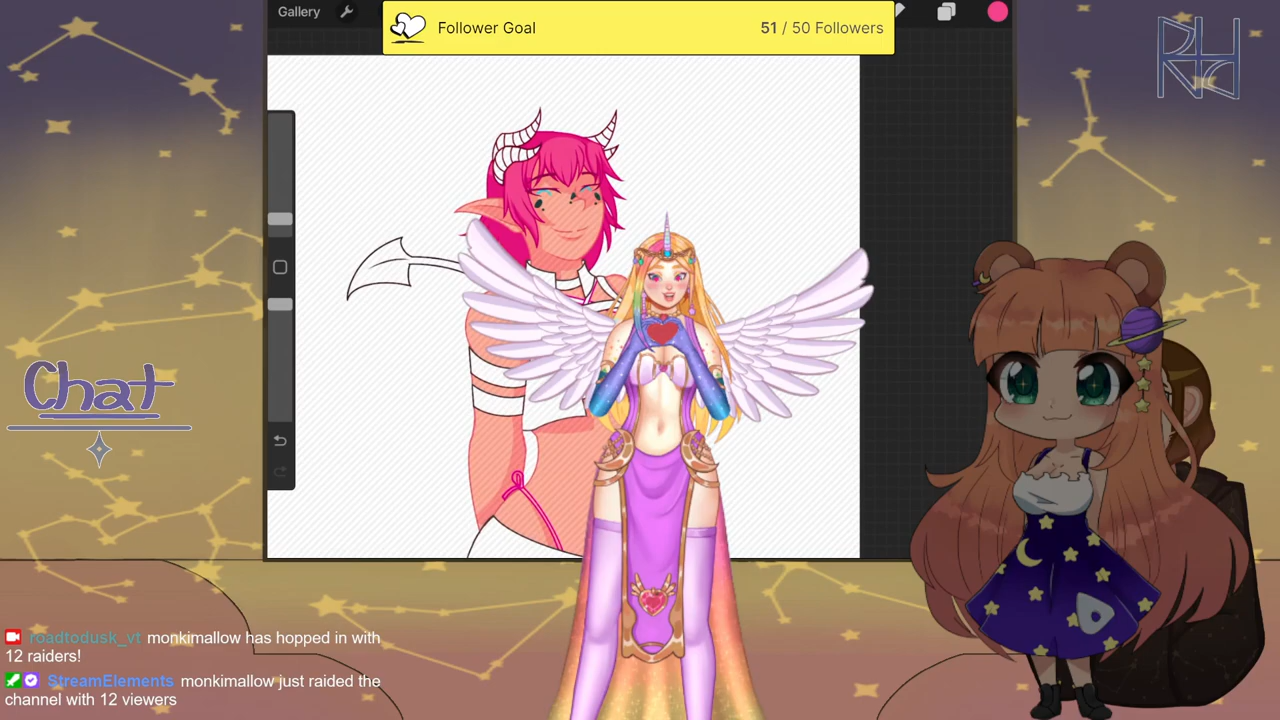 Gallery
Follower Goal
51 / 50 Followers
Chat
roadtodusk_vt monkimallow has hopped in with
12 raiders!
StreamElements monkimallow just raided the
channel with 12 viewers